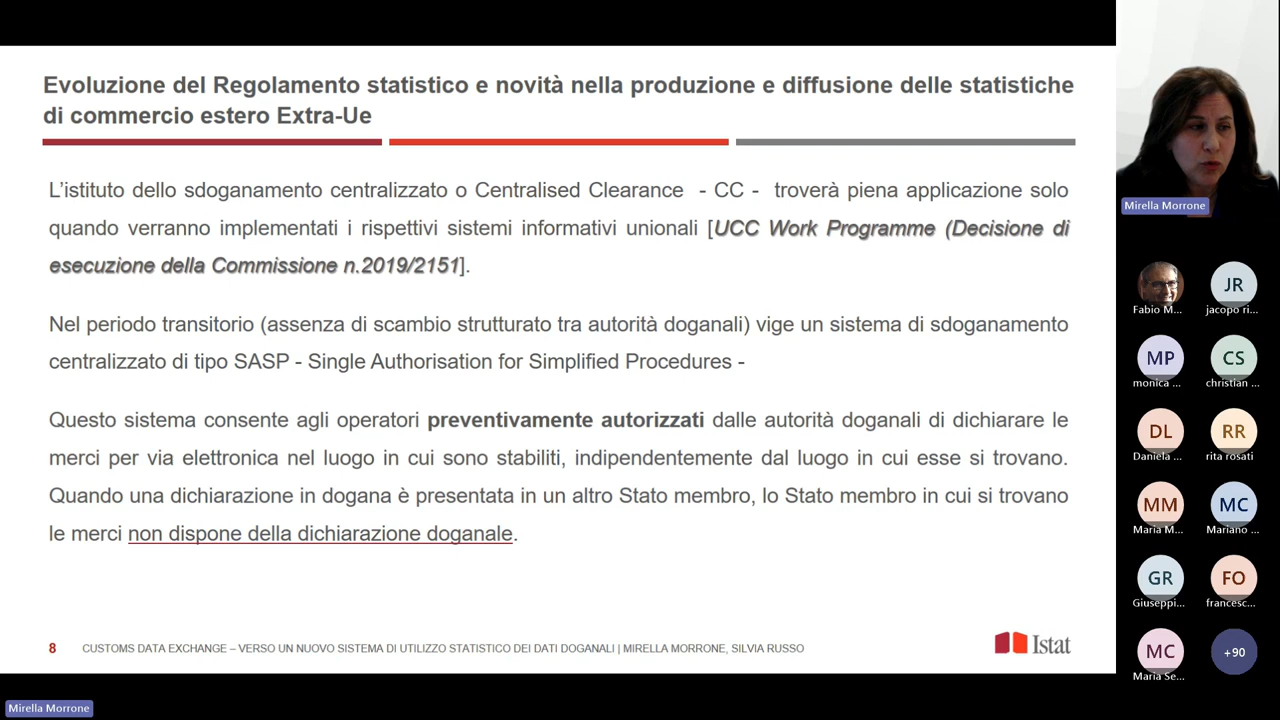 Evoluzione del Regolamento statistico e novità nella produzione e diffusione delle statistiche
di commercio estero Extra-Ue
L’istituto dello sdoganamento centralizzato o Centralised Clearance - CC - troverà piena applicazione solo
quando verranno implementati i rispettivi sistemi informativi unionali [UCC Work Programme (Decisione di
esecuzione della Commissione n.2019/2151].
Nel periodo transitorio (assenza di scambio strutturato tra autorità doganali) vige un sistema di sdoganamento
centralizzato di tipo SASP - Single Authorisation for Simplified Procedures -
Questo sistema consente agli operatori preventivamente autorizzati dalle autorità doganali di dichiarare le
merci per via elettronica nel luogo in cui sono stabiliti, indipendentemente dal luogo in cui esse si trovano.
Quando una dichiarazione in dogana è presentata in un altro Stato membro, lo Stato membro in cui si trovano
le merci non dispone della dichiarazione doganale.
8 CUSTOMS DATA EXCHANGE – VERSO UN NUOVO SISTEMA DI UTILIZZO STATISTICO DEI DATI DOGANALI | MIRELLA MORRONE, SILVIA RUSSO
Istat
Mirella Morrone
Mirella Morrone
JR
Fabio M... jacopo ri...
MP CS
monica ... christian ...
DL RR
Daniela ... rita rosati
MM MC
Maria M... Mariano ...
GR FO
Giuseppi... francesc...
MC +90
Maria Se...